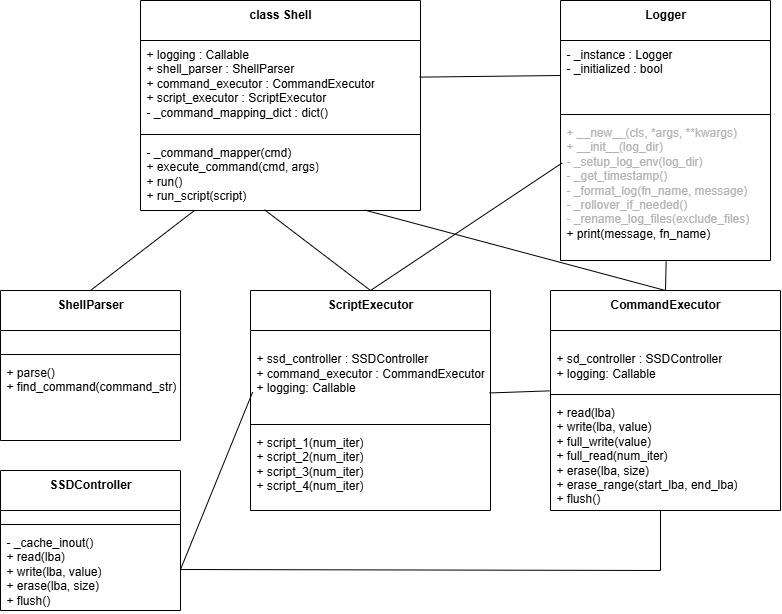 class Shell
+ logging : Callable
+ shell_parser : ShellParser
+ command_executor : CommandExecutor
+ script_executor : ScriptExecutor
- _command_mapping_dict : dict()
- _command_mapper(cmd)
+ execute_command(cmd, args)
+ run()
+ run_script(script)
Logger
- _instance : Logger
- _initialized : bool
+ __new__(cls, *args, **kwargs)
+ __init__(log_dir)
- _setup_log_env(log_dir)
- _get_timestamp()
- _format_log(fn_name, message)
- _rollover_if_needed()
- _rename_log_files(exclude_files)
+ print(message, fn_name)
ShellParser
+ parse()
+ find_command(command_str)
ScriptExecutor
+ ssd_controller : SSDController
+ command_executor : CommandExecutor
+ logging: Callable
+ script_1(num_iter)
+ script_2(num_iter)
+ script_3(num_iter)
+ script_4(num_iter)
CommandExecutor
+ sd_controller : SSDController
+ logging: Callable
+ read(lba)
+ write(lba, value)
+ full_write(value)
+ full_read(num_iter)
+ erase(lba, size)
+ erase_range(start_lba, end_lba)
+ flush()
SSDController
- _cache_inout()
+ read(lba)
+ write(lba, value)
+ erase(lba, size)
+ flush()